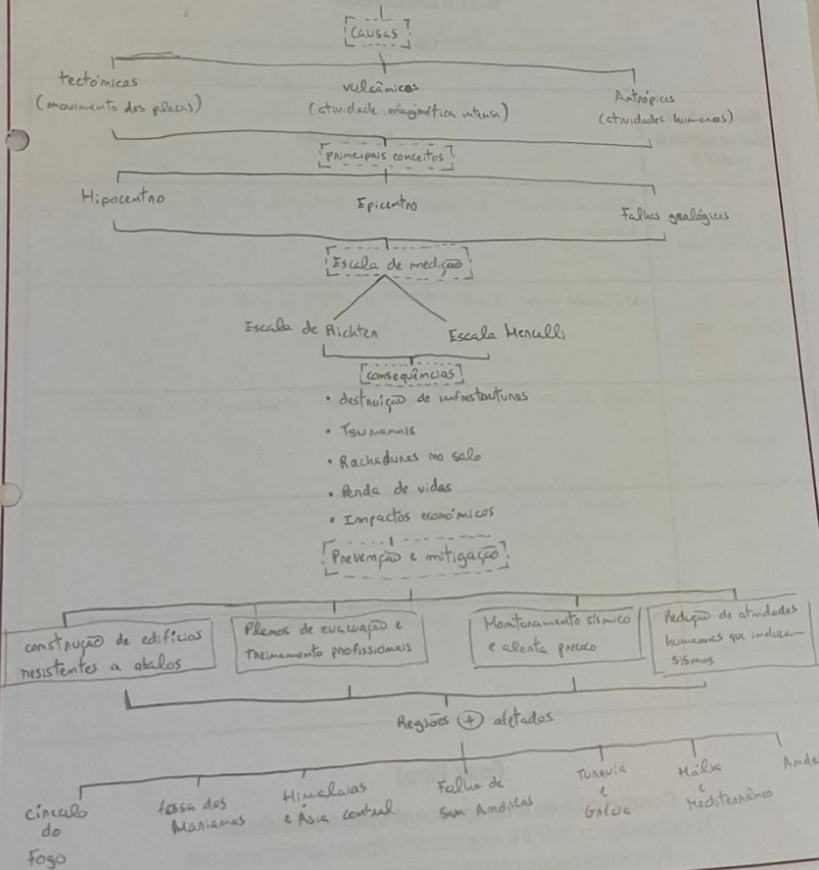 Causas
tectônicas
(movimento das placas)
vulcânicas
(atividade magmática intensa)
Antrópicas
(atividades humanas)
principais conceitos
Hipocentro
Epicentro
Falhas geológicas
Escala de medição
Escala de Richter
Escala Mercalli
consequências
• destruição de infraestruturas
• Tsunamis
• Rachaduras no solo
• Perda de vidas
• Impactos econômicos
Prevenção e mitigação
construção de edifícios
resistentes a abalos
Planos de evacuação e
treinamento profissionais
Monitoramento sísmico
e alerta precoce
Redução de atividades
humanas que induzem
sismos
Regiões + afetadas
círculo
do
Fogo
fossa das
Marianas
Himalaias
e Ásia central
Falha de
San Andreas
Turquia
e
Grécia
Itália
e
Mediterrâneo
Ande